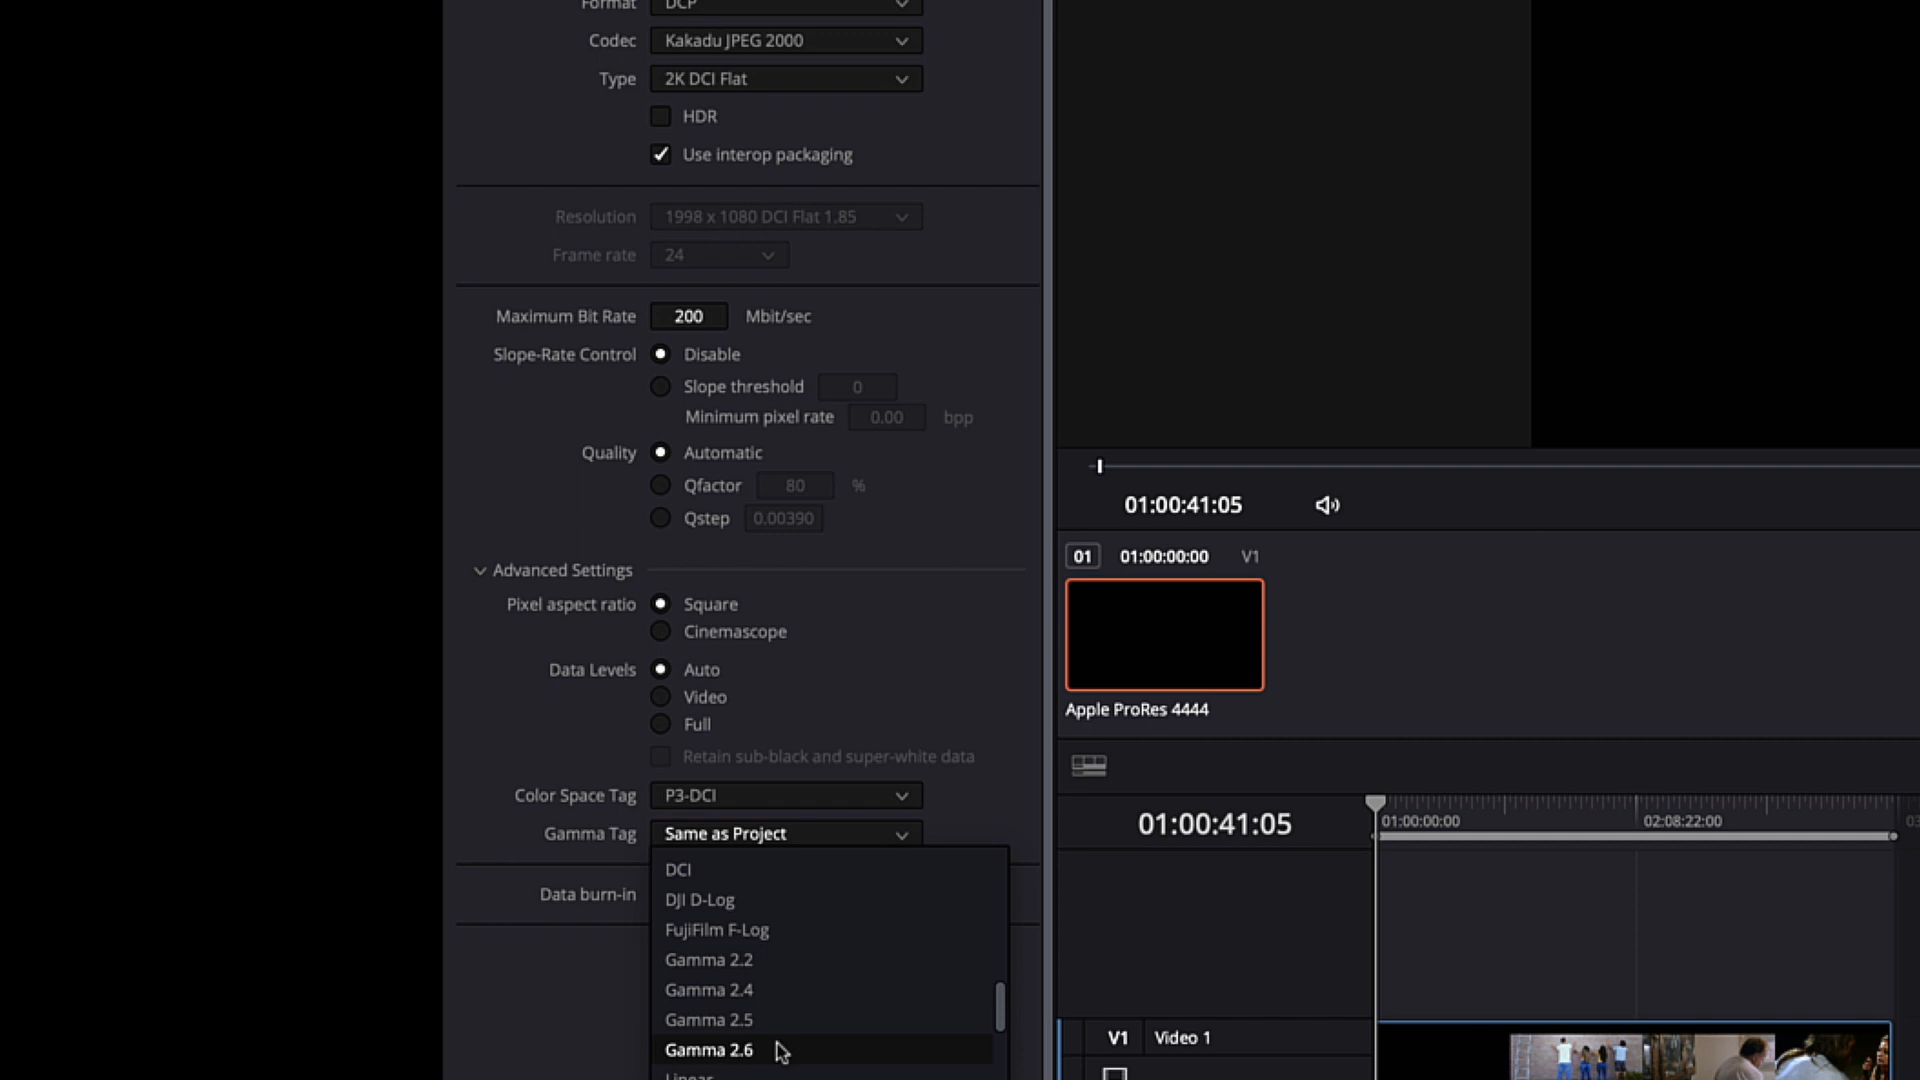 Format DCP
Codec Kakadu JPEG 2000
Type 2K DCI Flat
HDR
Use interop packaging
Resolution 1998 x 1080 DCI Flat 1.85
Frame rate 24
Maximum Bit Rate 200 Mbit/sec
Slope-Rate Control Disable
Slope threshold 0
Minimum pixel rate 0.00 bpp
Quality Automatic
Qfactor 80 %
Qstep 0.00390
Advanced Settings
Pixel aspect ratio Square
Cinemascope
Data Levels Auto
Video
Full
Retain sub-black and super-white data
Color Space Tag P3-DCI
Gamma Tag Same as Project
DCI
Data burn-in
DJI D-Log
FujiFilm F-Log
Gamma 2.2
Gamma 2.4
Gamma 2.5
Gamma 2.6
Linear
01:00:41:05
01 01:00:00:00 V1
Apple ProRes 4444
01:00:41:05
01:00:00:00 02:08:22:00
V1 Video 1